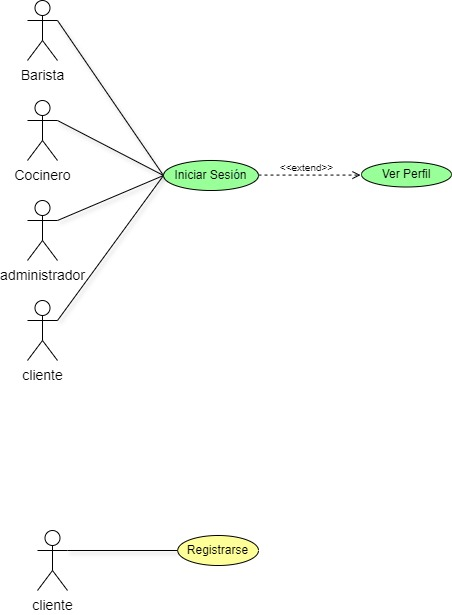 Barista
Cocinero
Iniciar Sesión
<<extend>>
Ver Perfil
administrador
cliente
Registrarse
cliente